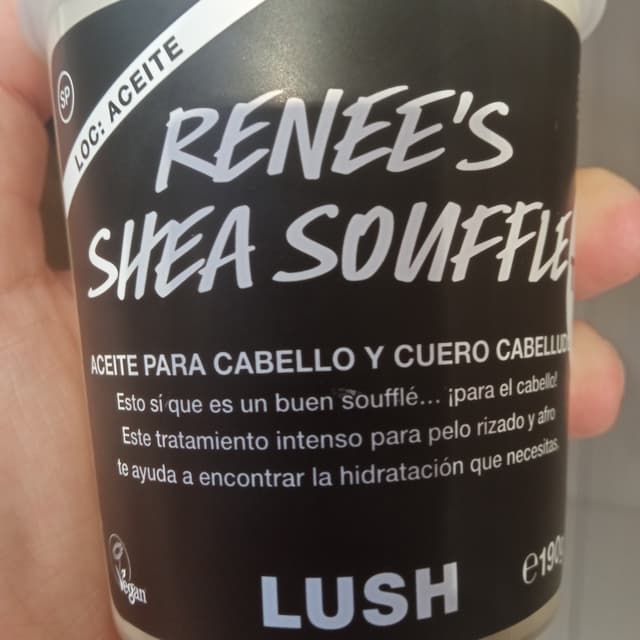 SP
LOC: ACEITE
RENEE'S
SHEA SOUFFLE
ACEITE PARA CABELLO Y CUERO CABELLUDO
Esto sí que es un buen soufflé... ¡para el cabello!
Este tratamiento intenso para pelo rizado y afro
te ayuda a encontrar la hidratación que necesitas.
Vegan
LUSH
℮190g